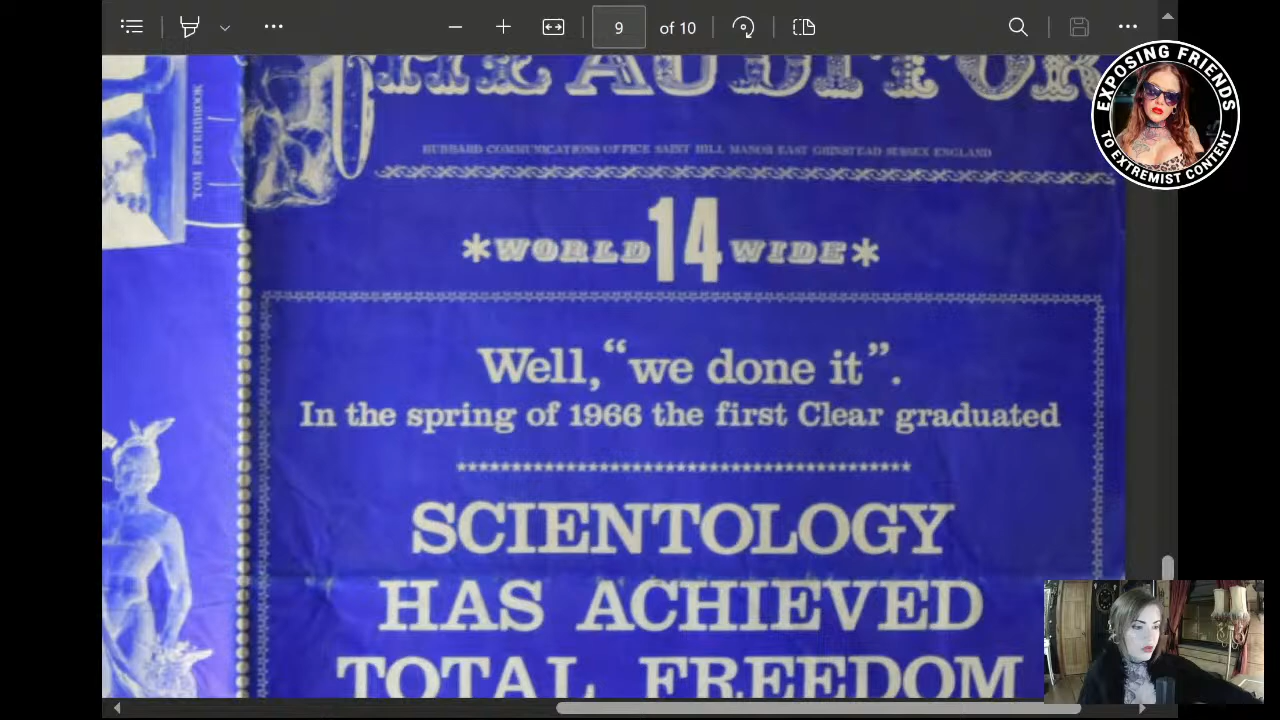 9 of 10
EXPOSING FRIENDS
TO EXTREMIST CONTENT
THE AUDITOR
TOM ESTERBROOK
HUBBARD COMMUNICATIONS OFFICE SAINT HILL MANOR EAST GRINSTEAD SUSSEX ENGLAND
*WORLD 14 WIDE*
Well, “we done it”.
In the spring of 1966 the first Clear graduated
SCIENTOLOGY
HAS ACHIEVED
TOTAL FREEDOM